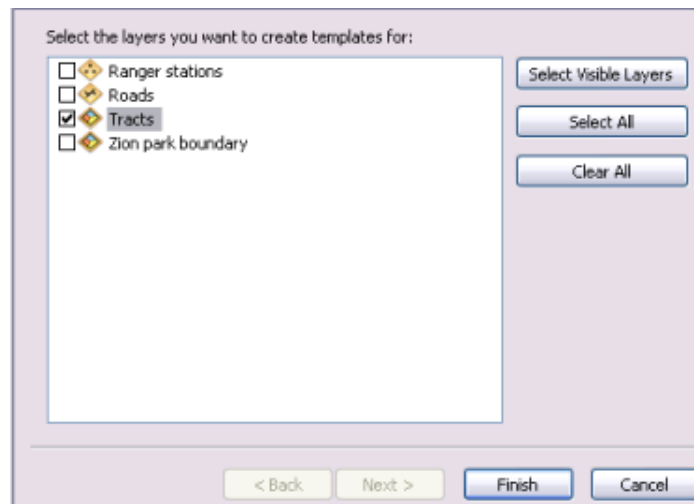 Select the layers you want to create templates for:
Ranger stations
Roads
Tracts
Zion park boundary
Select Visible Layers
Select All
Clear All
< Back
Next >
Finish
Cancel